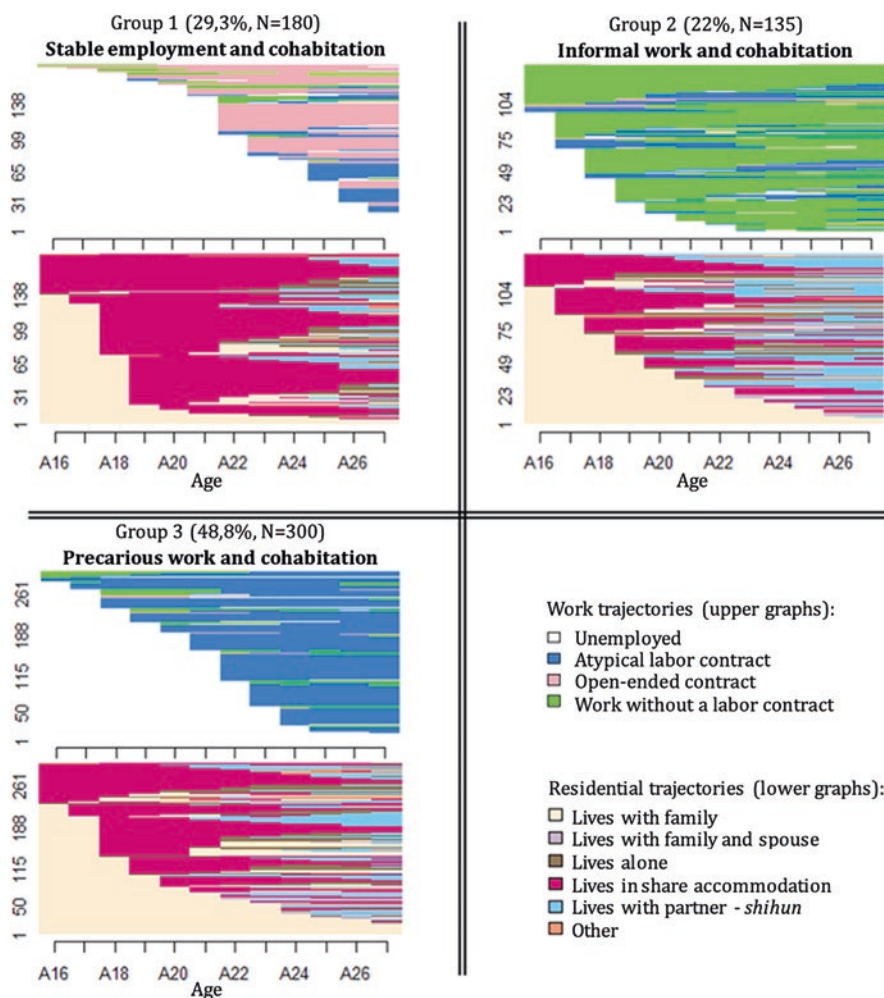 Group 1 (29,3%, N=180)
Stable employment and cohabitation
138
99
65
31
1
138
99
65
31
1
A16 A18 A20 A22 A24 A26
Age
Group 2 (22%, N=135)
Informal work and cohabitation
104
75
49
23
1
104
75
49
23
1
A16 A18 A20 A22 A24 A26
Age
Group 3 (48,8%, N=300)
Precarious work and cohabitation
261
188
115
50
1
261
188
115
50
1
A16 A18 A20 A22 A24 A26
Age
Work trajectories (upper graphs):
Unemployed
Atypical labor contract
Open-ended contract
Work without a labor contract
Residential trajectories (lower graphs):
Lives with family
Lives with family and spouse
Lives alone
Lives in share accommodation
Lives with partner - shihun
Other